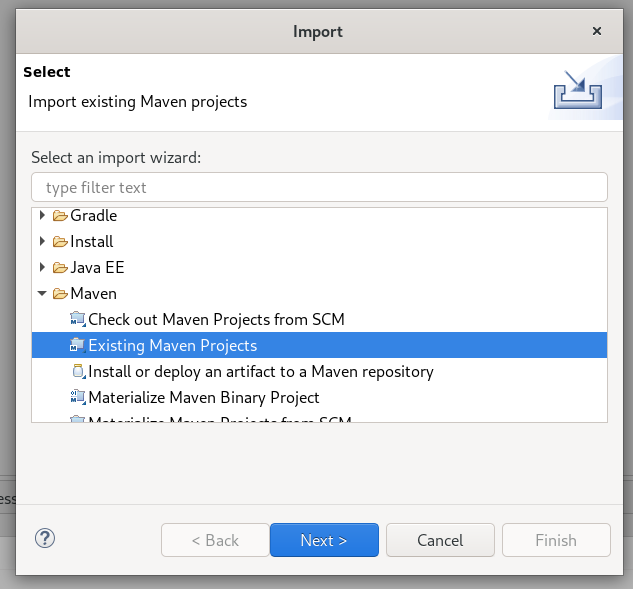 Import
Select
Import existing Maven projects
Select an import wizard:
type filter text
Gradle
Install
Java EE
Maven
Check out Maven Projects from SCM
Existing Maven Projects
Install or deploy an artifact to a Maven repository
Materialize Maven Binary Project
Materialize Maven Projects from SCM
ess
< Back
Next >
Cancel
Finish